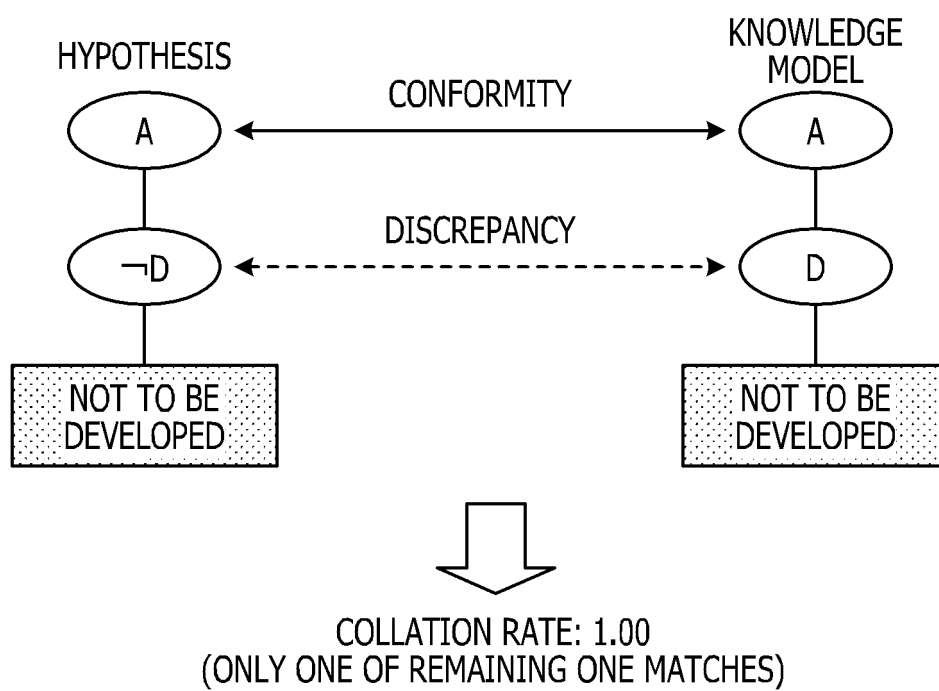 HYPOTHESIS
KNOWLEDGE
MODEL
A
CONFORMITY
A
¬D
DISCREPANCY
D
NOT TO BE
DEVELOPED
NOT TO BE
DEVELOPED
COLLATION RATE: 1.00
(ONLY ONE OF REMAINING ONE MATCHES)